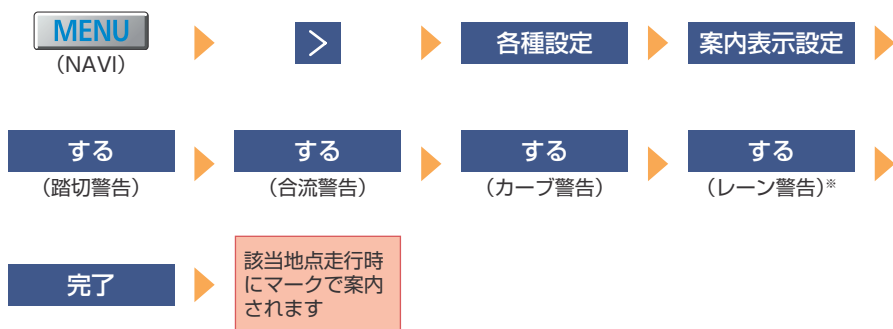 MENU
(NAVI)
>
各種設定
案内表示設定
する
(踏切警告)
する
(合流警告)
する
(カーブ警告)
する
(レーン警告)※
完了
該当地点走行時
にマークで案内
されます